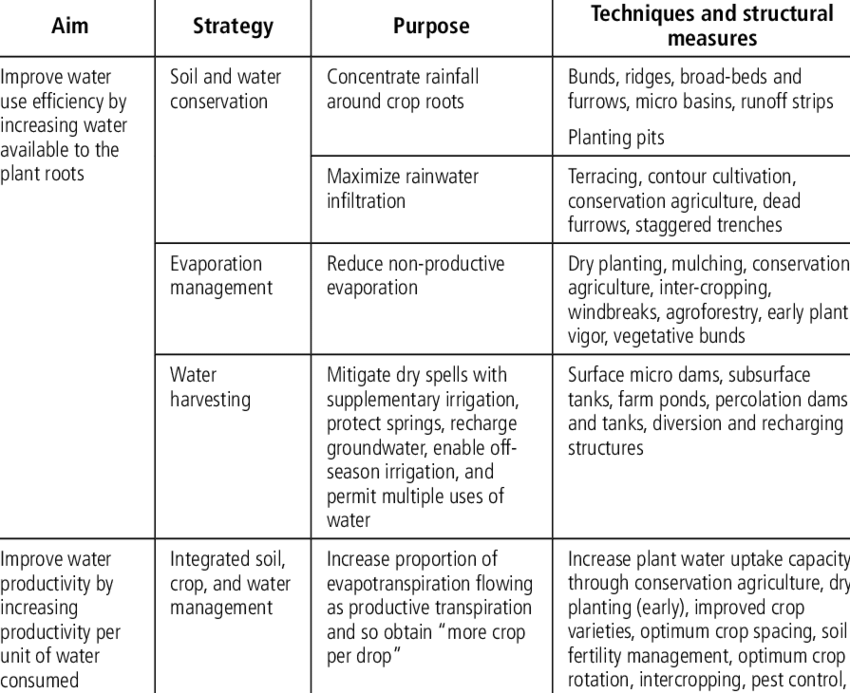 Aim
Strategy
Purpose
Techniques and structural
measures
Improve water
use efficiency by
increasing water
available to the
plant roots
Soil and water
conservation
Concentrate rainfall
around crop roots
Bunds, ridges, broad-beds and
furrows, micro basins, runoff strips
Planting pits
Maximize rainwater
infiltration
Terracing, contour cultivation,
conservation agriculture, dead
furrows, staggered trenches
Evaporation
management
Reduce non-productive
evaporation
Dry planting, mulching, conservation
agriculture, inter-cropping,
windbreaks, agroforestry, early plant
vigor, vegetative bunds
Water
harvesting
Mitigate dry spells with
supplementary irrigation,
protect springs, recharge
groundwater, enable off-
season irrigation, and
permit multiple uses of
water
Surface micro dams, subsurface
tanks, farm ponds, percolation dams
and tanks, diversion and recharging
structures
Improve water
productivity by
increasing
productivity per
unit of water
consumed
Integrated soil,
crop, and water
management
Increase proportion of
evapotranspiration flowing
as productive transpiration
and so obtain “more crop
per drop”
Increase plant water uptake capacity
through conservation agriculture, dry
planting (early), improved crop
varieties, optimum crop spacing, soil
fertility management, optimum crop
rotation, intercropping, pest control,